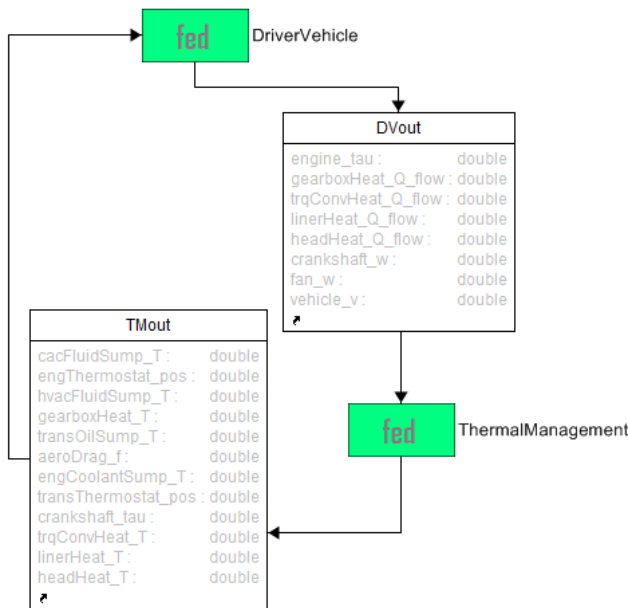 fed DriverVehicle
DVout
engine_tau : double
gearboxHeat_Q_flow : double
trqConvHeat_Q_flow : double
linerHeat_Q_flow : double
headHeat_Q_flow : double
crankshaft_w : double
fan_w : double
vehicle_v : double
TMout
cacFluidSump_T : double
engThermostat_pos : double
hvacFluidSump_T : double
gearboxHeat_T : double
transOilSump_T : double
aeroDrag_f : double
engCoolantSump_T : double
transThermostat_pos : double
crankshaft_tau : double
trqConvHeat_T : double
linerHeat_T : double
headHeat_T : double
fed ThermalManagement